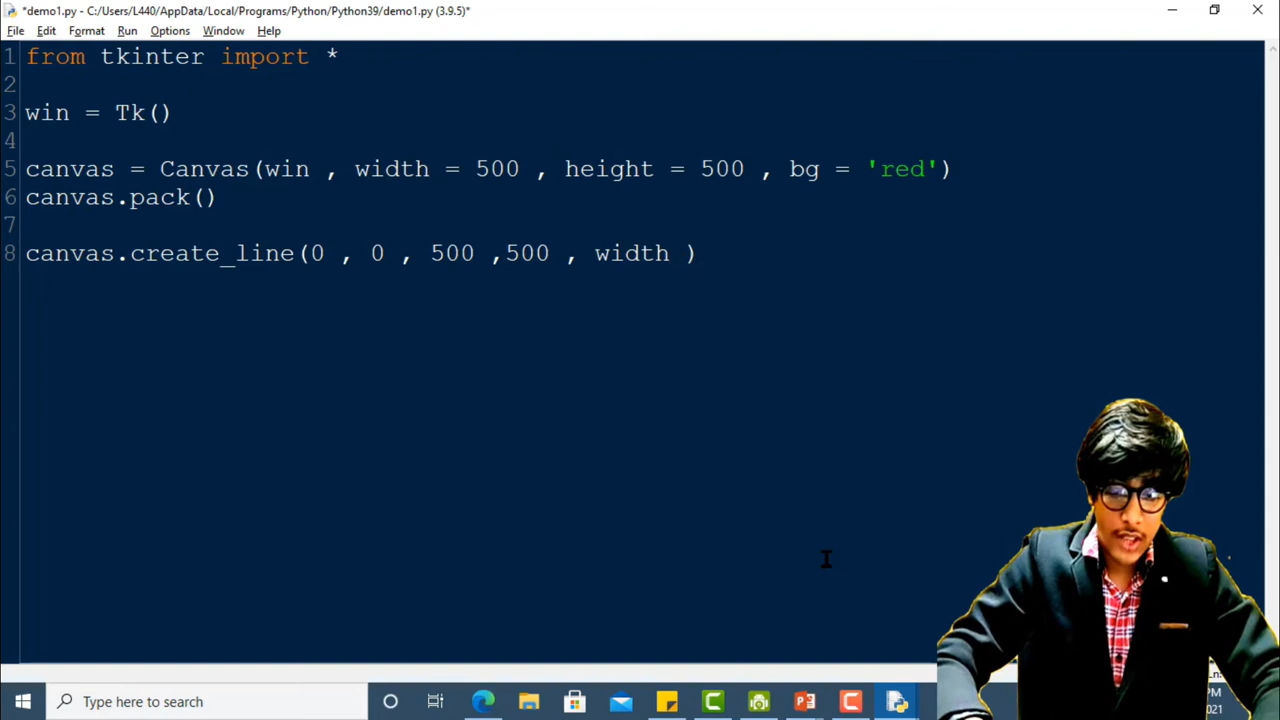 *demo1.py - C:/Users/L440/AppData/Local/Programs/Python/Python39/demo1.py (3.9.5)*
File Edit Format Run Options Window Help
1 from tkinter import *
2
3 win = Tk()
4
5 canvas = Canvas(win , width = 500 , height = 500 , bg = 'red')
6 canvas.pack()
7
8 canvas.create_line(0 , 0 , 500 ,500 , width )
Type here to search
PM